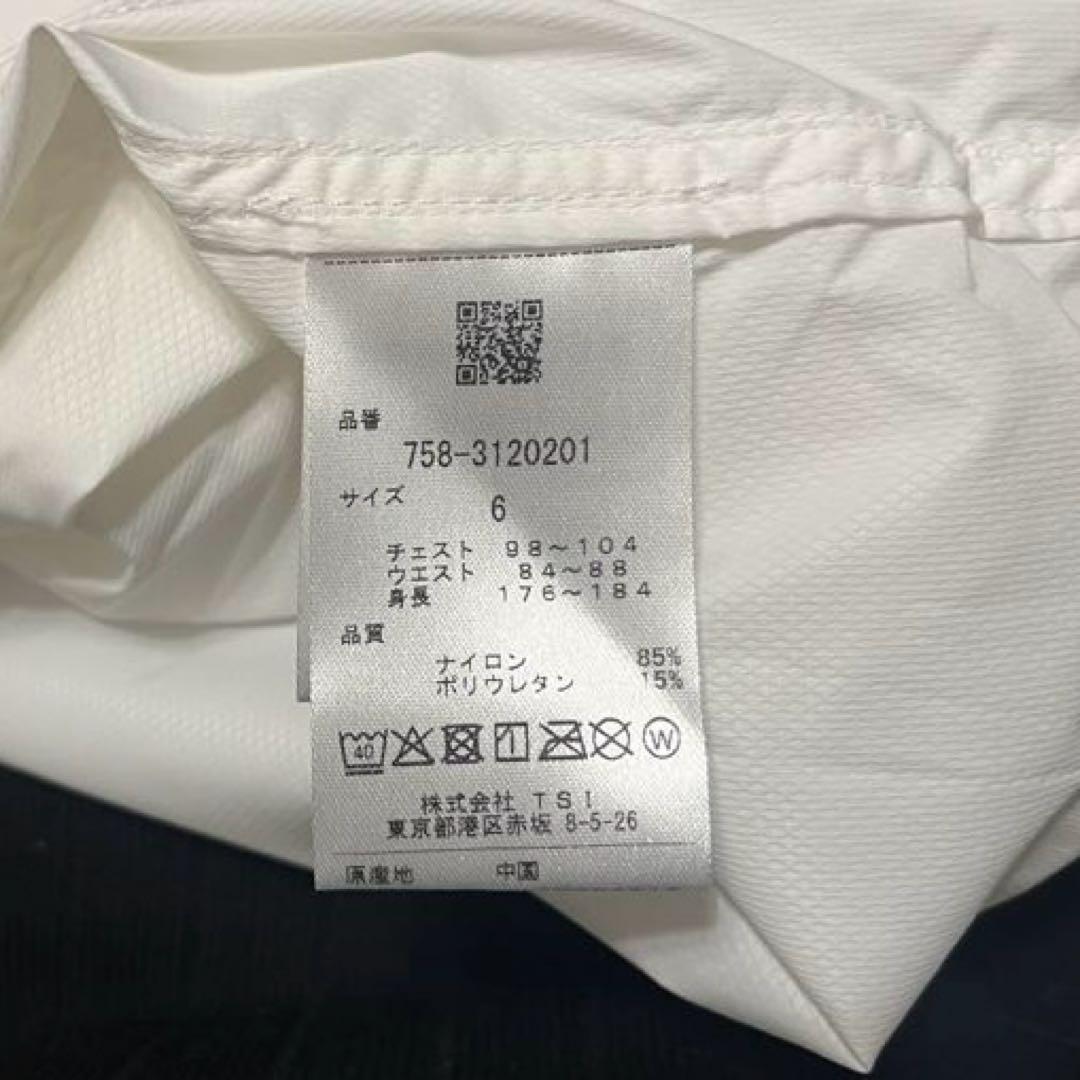 品番
758-3120201
サイズ
6
チェスト 98～104
ウエスト 84～88
身長 176～184
品質
ナイロン 85%
ポリウレタン 15%
40 W
株式会社 TSI
東京都港区赤坂 8-5-26
原産地 中国